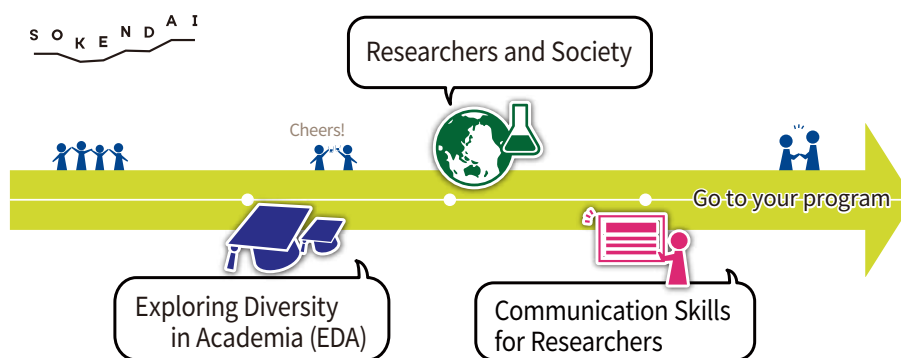 SOKENDAI
Researchers and Society
Cheers!
Go to your program
Exploring Diversity
in Academia (EDA)
Communication Skills
for Researchers